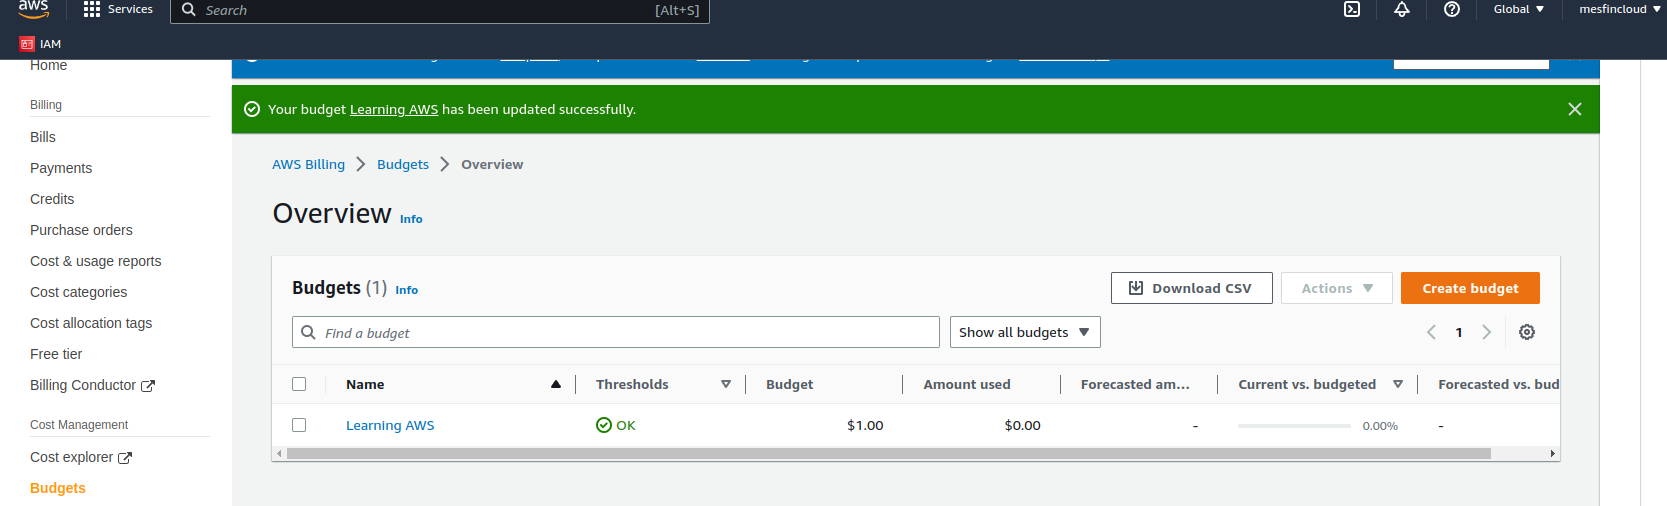 aws
Services
Search [Alt+S]
Global
mesfincloud
IAM
Home
Billing
Bills
Payments
Credits
Purchase orders
Cost & usage reports
Cost categories
Cost allocation tags
Free tier
Billing Conductor
Cost Management
Cost explorer
Budgets
Your budget Learning AWS has been updated successfully.
AWS Billing Budgets Overview
Overview Info
Budgets (1) Info
Download CSV
Actions
Create budget
Find a budget
Show all budgets
1
Name Thresholds Budget Amount used Forecasted am... Current vs. budgeted Forecasted vs. bud
Learning AWS OK $1.00 $0.00 - 0.00% -